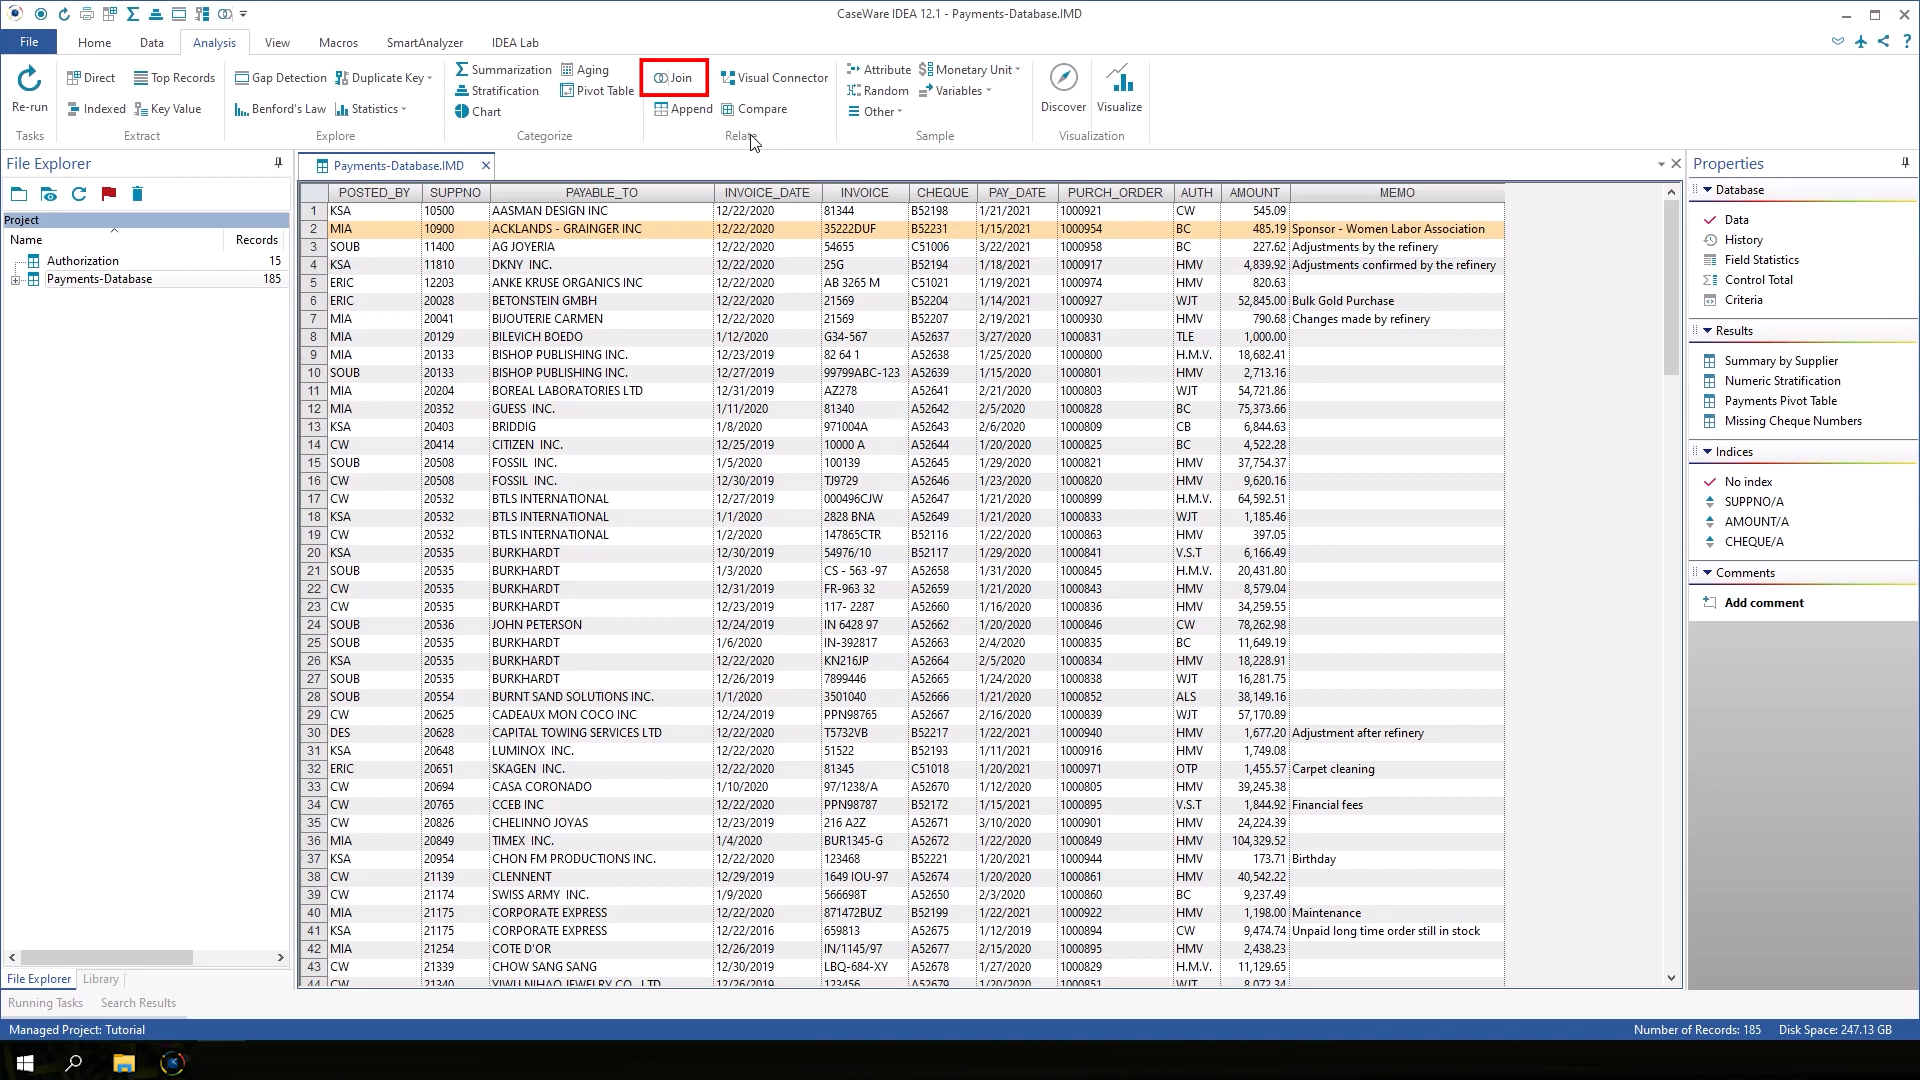 CaseWare IDEA 12.1 - Payments-Database.IMD
File Home Data Analysis View Macros SmartAnalyzer IDEA Lab
Re-run
Tasks
Direct Top Records
Indexed Key Value
Extract
Gap Detection Duplicate Key
Benford's Law Statistics
Explore
Summarization Aging
Stratification Pivot Table
Chart
Categorize
Join Visual Connector
Append Compare
Relate
Attribute Monetary Unit
Random Variables
Other
Sample
Discover Visualize
Visualization
File Explorer
Project
Name Records
Authorization 15
Payments-Database 185
File Explorer Library
Running Tasks Search Results
Payments-Database.IMD
POSTED_BY SUPPNO PAYABLE_TO INVOICE_DATE INVOICE CHEQUE PAY_DATE PURCH_ORDER AUTH AMOUNT MEMO
1 KSA 10500 AASMAN DESIGN INC 12/22/2020 81344 B52198 1/21/2021 1000921 CW 545.09
2 MIA 10900 ACKLANDS - GRAINGER INC 12/22/2020 35222DUF B52231 1/15/2021 1000954 BC 485.19 Sponsor - Women Labor Association
3 SOUB 11400 AG JOYERIA 12/22/2020 54655 C51006 3/22/2021 1000958 BC 227.62 Adjustments by the refinery
4 KSA 11810 DKNY INC. 12/22/2020 25G B52194 1/18/2021 1000917 HMV 4,839.92 Adjustments confirmed by the refinery
5 ERIC 12203 ANKE KRUSE ORGANICS INC 12/22/2020 AB 3265 M C51021 1/19/2021 1000974 HMV 820.63
6 ERIC 20028 BETONSTEIN GMBH 12/22/2020 21569 B52204 1/14/2021 1000927 WJT 52,845.00 Bulk Gold Purchase
7 MIA 20041 BIJOUTERIE CARMEN 12/22/2020 21569 B52207 2/19/2021 1000930 HMV 790.68 Changes made by refinery
8 MIA 20129 BILEVICH BOEDO 1/12/2020 G34-567 A52637 3/27/2020 1000831 TLE 1,000.00
9 MIA 20133 BISHOP PUBLISHING INC. 12/23/2019 82 64 1 A52638 1/25/2020 1000800 H.M.V. 18,682.41
10 SOUB 20133 BISHOP PUBLISHING INC. 12/27/2019 99799ABC-123 A52639 1/15/2020 1000801 HMV 2,713.16
11 MIA 20204 BOREAL LABORATORIES LTD 12/31/2019 AZ278 A52641 2/21/2020 1000803 WJT 54,721.86
12 MIA 20352 GUESS INC. 1/11/2020 81340 A52642 2/5/2020 1000828 BC 75,373.66
13 KSA 20403 BRIDDIG 1/8/2020 971004A A52643 2/6/2020 1000809 CB 6,844.63
14 CW 20414 CITIZEN INC. 12/25/2019 10000 A A52644 1/20/2020 1000825 BC 4,522.28
15 SOUB 20508 FOSSIL INC. 1/5/2020 100139 A52645 1/29/2020 1000821 HMV 37,754.37
16 CW 20508 FOSSIL INC. 12/30/2019 TJ9729 A52646 1/23/2020 1000820 HMV 9,620.16
17 CW 20532 BTLS INTERNATIONAL 12/27/2019 000496CJW A52647 1/21/2020 1000899 H.M.V. 64,592.51
18 KSA 20532 BTLS INTERNATIONAL 1/1/2020 2828 BNA A52649 1/21/2020 1000833 WJT 1,185.46
19 CW 20532 BTLS INTERNATIONAL 1/2/2020 147865CTR B52116 1/22/2020 1000863 HMV 397.05
20 KSA 20535 BURKHARDT 12/30/2019 54976/10 B52117 1/29/2020 1000841 V.S.T 6,166.49
21 SOUB 20535 BURKHARDT 1/3/2020 CS - 563 -97 A52658 1/31/2020 1000845 H.M.V. 20,431.80
22 CW 20535 BURKHARDT 12/31/2019 FR-963 32 A52659 1/21/2020 1000843 HMV 8,579.04
23 CW 20535 BURKHARDT 12/23/2019 117- 2287 A52660 1/16/2020 1000836 HMV 34,259.55
24 SOUB 20536 JOHN PETERSON 12/24/2019 IN 6428 97 A52662 1/20/2020 1000846 CW 78,262.98
25 SOUB 20535 BURKHARDT 1/6/2020 IN-392817 A52663 2/4/2020 1000835 BC 11,649.19
26 KSA 20535 BURKHARDT 12/22/2020 KN216JP A52664 2/5/2020 1000834 HMV 18,228.91
27 SOUB 20535 BURKHARDT 12/26/2019 7899446 A52665 1/24/2020 1000838 WJT 16,281.75
28 SOUB 20554 BURNT SAND SOLUTIONS INC. 1/1/2020 3501040 A52666 1/21/2020 1000852 ALS 38,149.16
29 CW 20625 CADEAUX MON COCO INC 12/24/2019 PPN98765 A52667 2/16/2020 1000839 WJT 57,170.89
30 DES 20628 CAPITAL TOWING SERVICES LTD 12/22/2020 T5732VB B52217 1/22/2021 1000940 HMV 1,677.20 Adjustment after refinery
31 KSA 20648 LUMINOX INC. 12/22/2020 51522 B52193 1/11/2021 1000916 HMV 1,749.08
32 ERIC 20651 SKAGEN INC. 12/22/2020 81345 C51018 1/20/2021 1000971 OTP 1,455.57 Carpet cleaning
33 CW 20694 CASA CORONADO 1/10/2020 97/1238/A A52670 1/12/2020 1000805 HMV 39,245.38
34 CW 20765 CCEB INC 12/22/2020 PPN98787 B52172 1/15/2021 1000895 V.S.T 1,844.92 Financial fees
35 CW 20826 CHELINNO JOYAS 12/23/2019 216 A2Z A52671 3/10/2020 1000901 HMV 24,224.39
36 MIA 20849 TIMEX INC. 1/4/2020 BUR1345-G A52672 1/22/2020 1000849 HMV 104,329.52
37 KSA 20954 CHON FM PRODUCTIONS INC. 12/22/2020 123468 B52221 1/20/2021 1000944 HMV 173.71 Birthday
38 CW 21139 CLENNENT 12/29/2019 1649 IOU-97 A52674 1/20/2020 1000861 HMV 40,542.22
39 CW 21174 SWISS ARMY INC. 1/9/2020 566698T A52650 2/3/2020 1000860 BC 9,237.49
40 MIA 21175 CORPORATE EXPRESS 12/22/2020 871472BUZ B52199 1/22/2021 1000922 HMV 1,198.00 Maintenance
41 KSA 21175 CORPORATE EXPRESS 12/22/2016 659813 A52675 1/12/2019 1000894 CW 9,474.74 Unpaid long time order still in stock
42 MIA 21254 COTE D'OR 12/26/2019 IN/1145/97 A52677 2/15/2020 1000895 HMV 2,438.23
43 CW 21339 CHOW SANG SANG 12/30/2019 LBQ-684-XY A52678 1/27/2020 1000829 H.M.V. 11,129.65
44 CW 21340 YIWU NIHAO JEWELRY CO., LTD 12/26/2019 123456 A52679 1/20/2020 1000851 WJT 8,072.34
Properties
Database
Data
History
Field Statistics
Control Total
Criteria
Results
Summary by Supplier
Numeric Stratification
Payments Pivot Table
Missing Cheque Numbers
Indices
No index
SUPPNO/A
AMOUNT/A
CHEQUE/A
Comments
Add comment
Managed Project: Tutorial Number of Records: 185 Disk Space: 247.13 GB